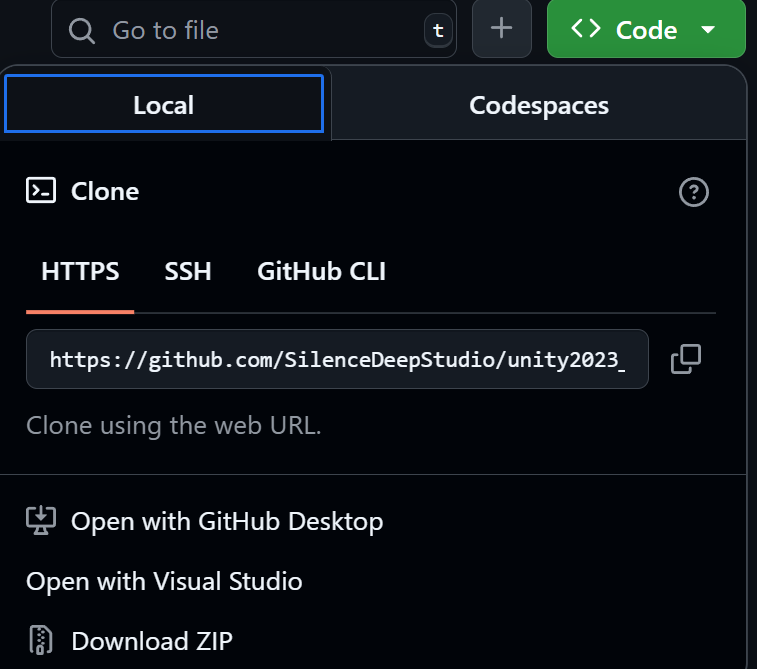 Go to file t + <> Code
Local Codespaces
Clone ?
HTTPS SSH GitHub CLI
https://github.com/SilenceDeepStudio/unity2023_
Clone using the web URL.
Open with GitHub Desktop
Open with Visual Studio
Download ZIP